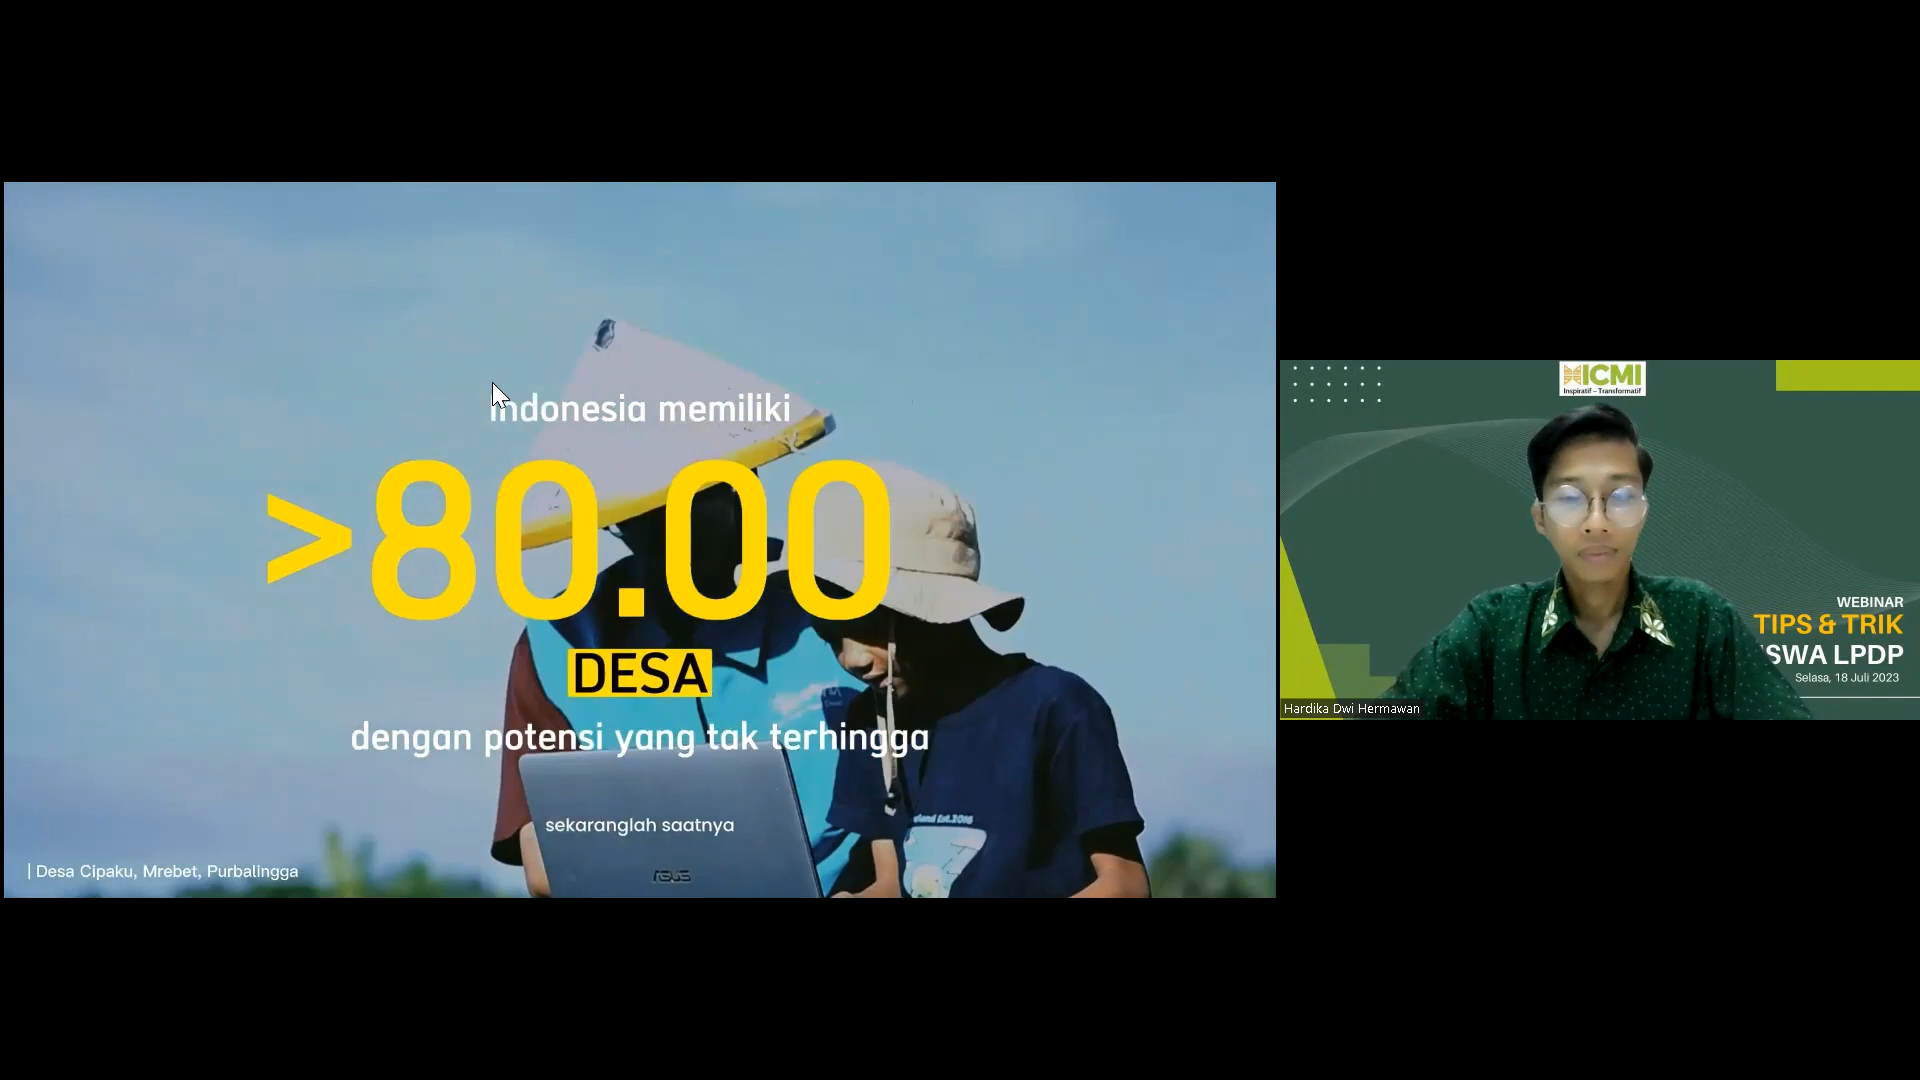 Indonesia memiliki
>80.00
DESA
dengan potensi yang tak terhingga
sekaranglah saatnya
ASUS
| Desa Cipaku, Mrebet, Purbalingga
ICMI
Inspiratif - Transformatif
WEBINAR
TIPS & TRIK
SWA LPDP
Selasa, 18 Juli 2023
Hardika Dwi Hermawan